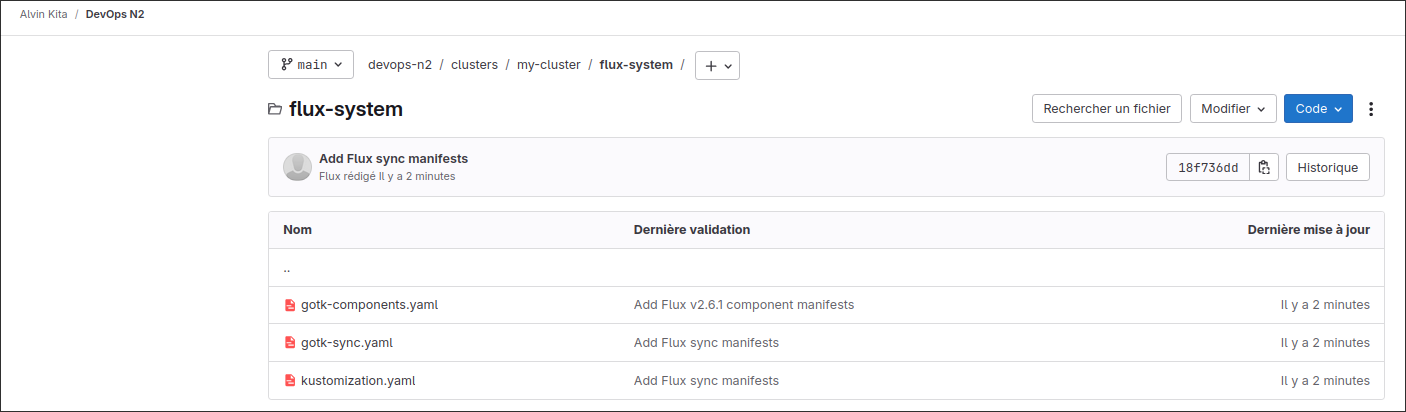 Alvin Kita / DevOps N2
main devops-n2 / clusters / my-cluster / flux-system / +
flux-system Rechercher un fichier Modifier Code
Add Flux sync manifests
Flux rédigé Il y a 2 minutes
18f736dd Historique
Nom Dernière validation Dernière mise à jour
..
gotk-components.yaml Add Flux v2.6.1 component manifests Il y a 2 minutes
gotk-sync.yaml Add Flux sync manifests Il y a 2 minutes
kustomization.yaml Add Flux sync manifests Il y a 2 minutes